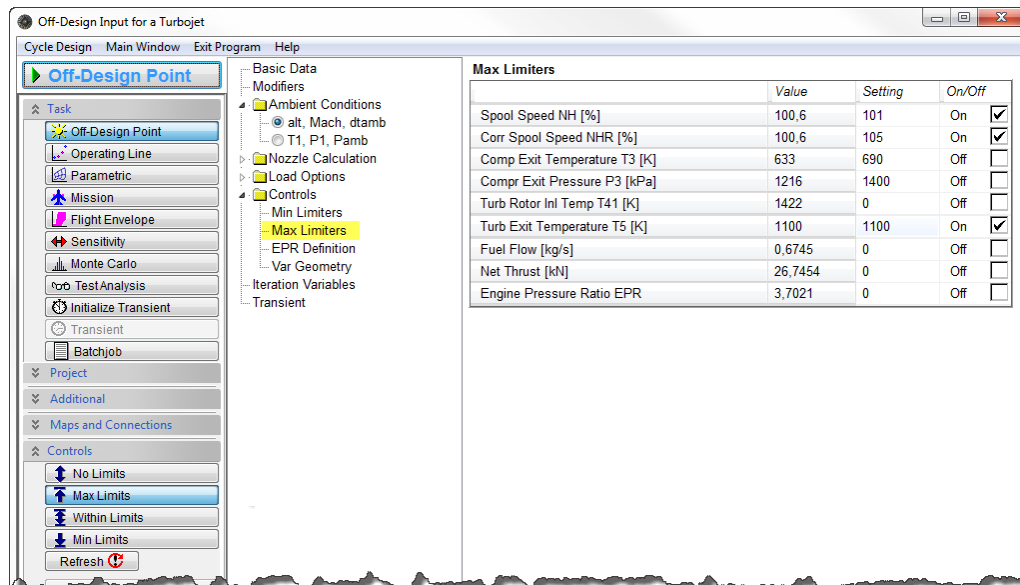 Off-Design Input for a Turbojet
Cycle Design Main Window Exit Program Help
Off-Design Point
Task
Off-Design Point
Operating Line
Parametric
Mission
Flight Envelope
Sensitivity
Monte Carlo
Test Analysis
Initialize Transient
Transient
Batchjob
Project
Additional
Maps and Connections
Controls
No Limits
Max Limits
Within Limits
Min Limits
Refresh
Basic Data
Modifiers
Ambient Conditions
alt, Mach, dtamb
T1, P1, Pamb
Nozzle Calculation
Load Options
Controls
Min Limiters
Max Limiters
EPR Definition
Var Geometry
Iteration Variables
Transient
Max Limiters
Value Setting On/Off
Spool Speed NH [%] 100,6 101 On
Corr Spool Speed NHR [%] 100,6 105 On
Comp Exit Temperature T3 [K] 633 690 Off
Compr Exit Pressure P3 [kPa] 1216 1400 Off
Turb Rotor Inl Temp T41 [K] 1422 0 Off
Turb Exit Temperature T5 [K] 1100 1100 On
Fuel Flow [kg/s] 0,6745 0 Off
Net Thrust [kN] 26,7454 0 Off
Engine Pressure Ratio EPR 3,7021 0 Off